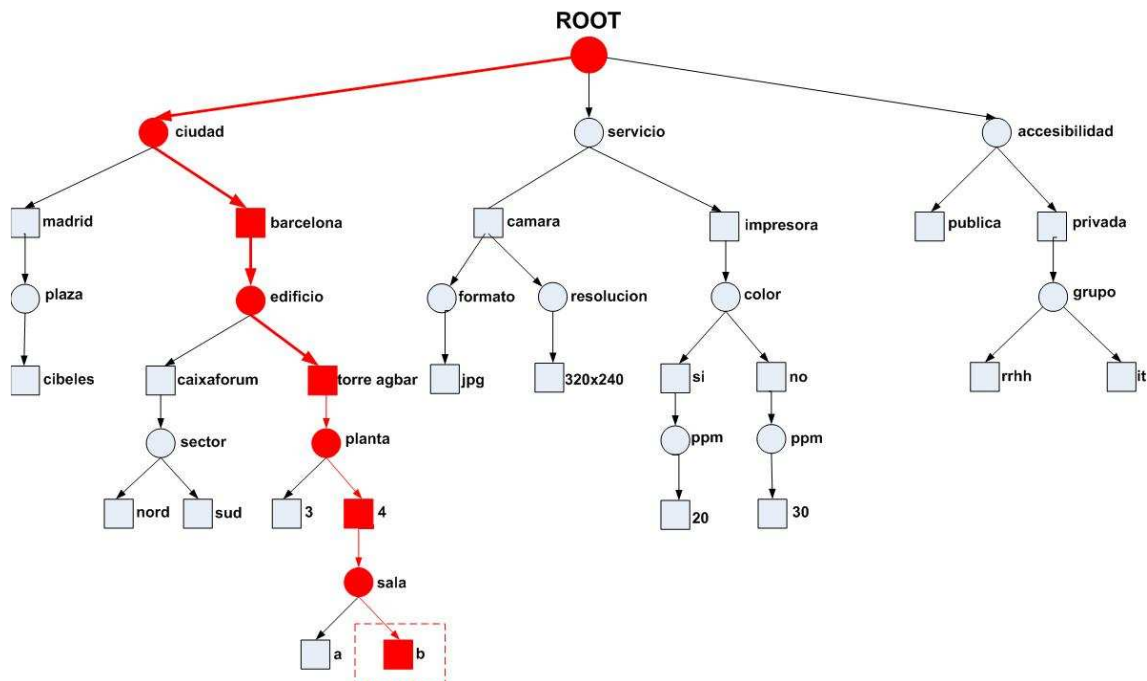 ROOT
ciudad
servicio
accesibilidad
madrid
barcelona
camara
impresora
publica
privada
plaza
edificio
formato
resolucion
color
grupo
cibeles
caixaforum
torre agbar
jpg
320x240
si
no
rrhh
it
sector
planta
ppm
ppm
nord
sud
3
4
20
30
sala
a
b